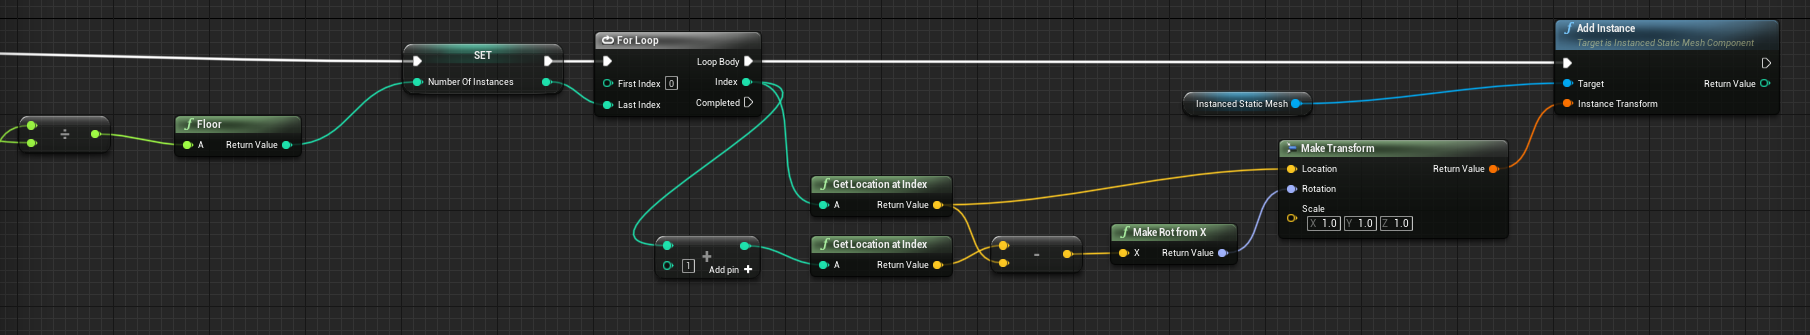 SET
Number Of Instances
For Loop
Loop Body
First Index 0
Index
Last Index
Completed
÷
Floor
A Return Value
Add Instance
Target is Instanced Static Mesh Component
Target Return Value
Instance Transform
Instanced Static Mesh
Make Transform
Location Return Value
Rotation
Scale
X 1.0 Y 1.0 Z 1.0
Get Location at Index
A Return Value
+
1
Add pin +
Get Location at Index
A Return Value
-
Make Rot from X
X Return Value